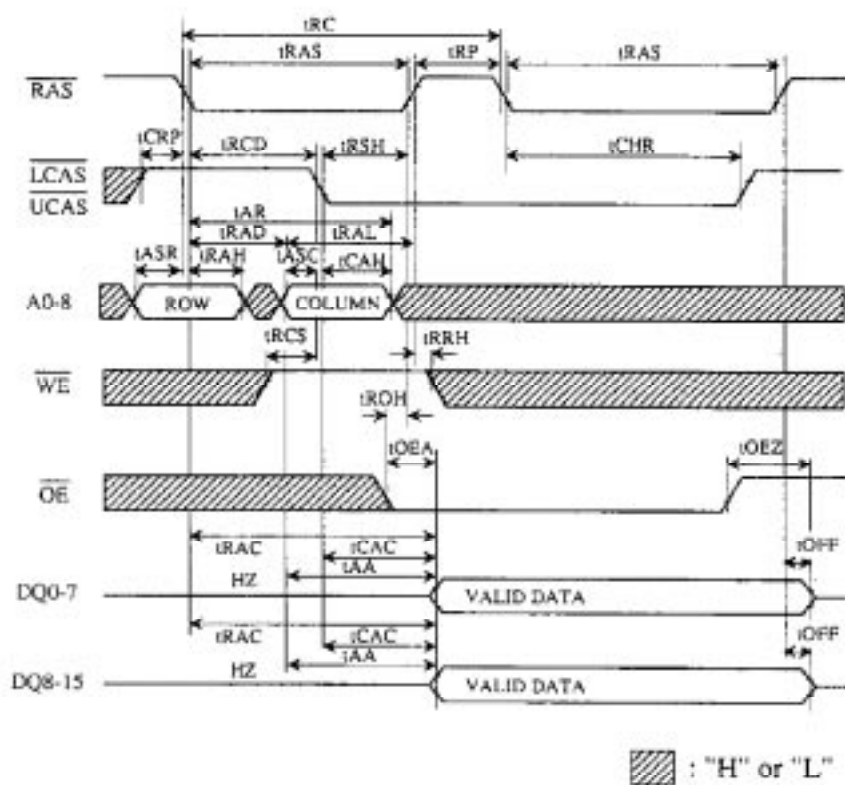 tRC
tRAS tRP tRAS
RAS
tCRP tRCD tRSH tCHR
LCAS
UCAS
tAR
tRAD tRAL
tASR tRAH tASC tCAH
A0-8 ROW COLUMN
tRCS tRRH
WE
tROH
tOEA tOEZ
OE
tRAC tCAC tOFF
HZ tAA
DQ0-7 VALID DATA
tRAC tCAC tOFF
HZ tAA
DQ8-15 VALID DATA
: "H" or "L"